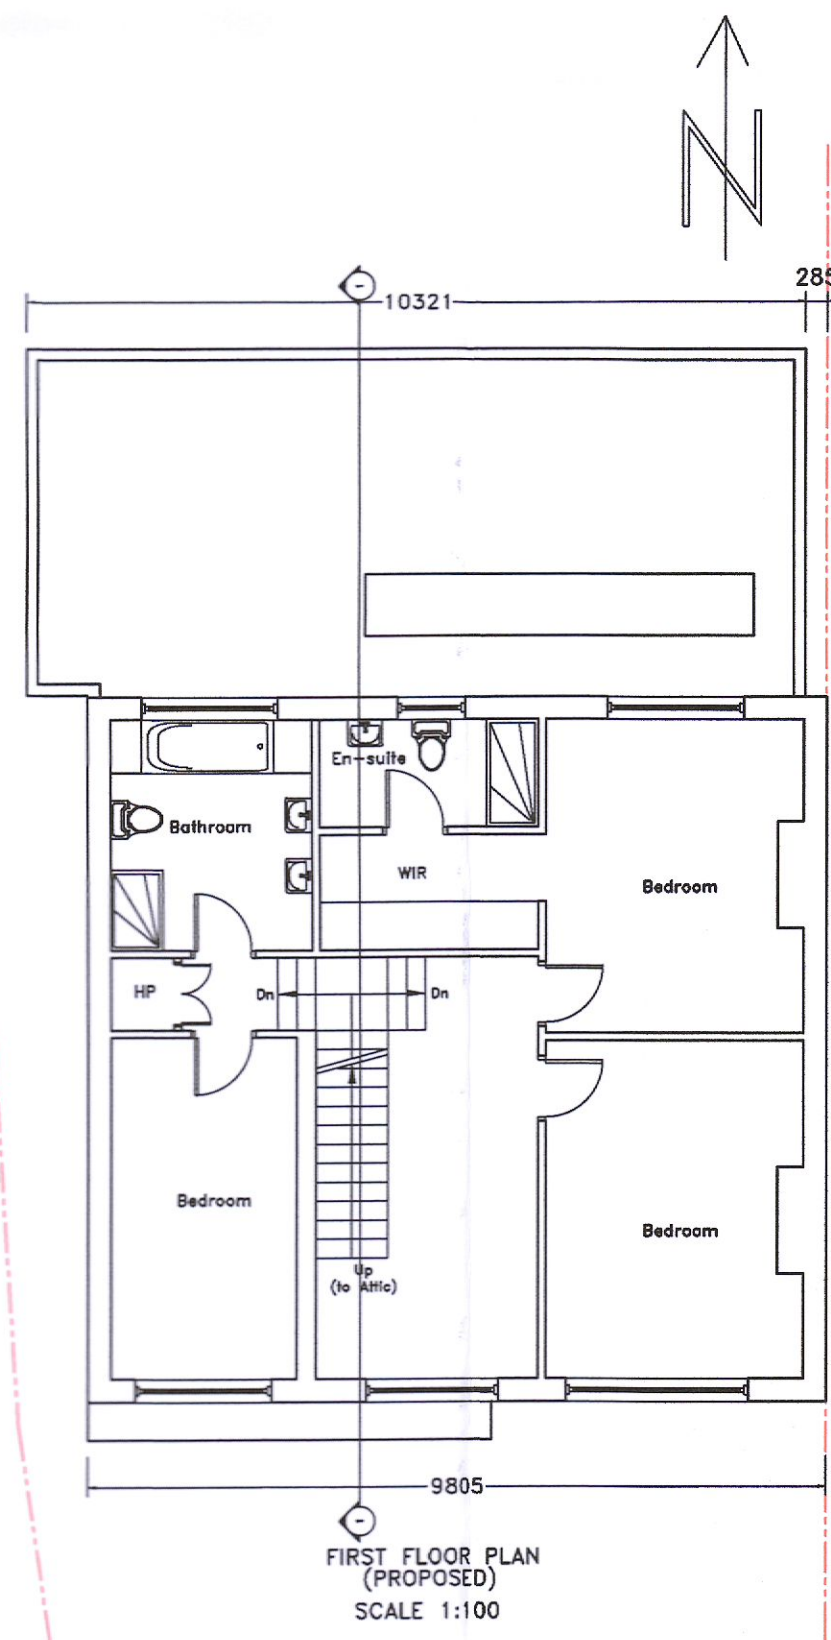 N
285
10321
En-suite
Bathroom
WIR
Bedroom
HP
Dn
Dn
Bedroom
Bedroom
Up
(to Attic)
9805
FIRST FLOOR PLAN
(PROPOSED)
SCALE 1:100